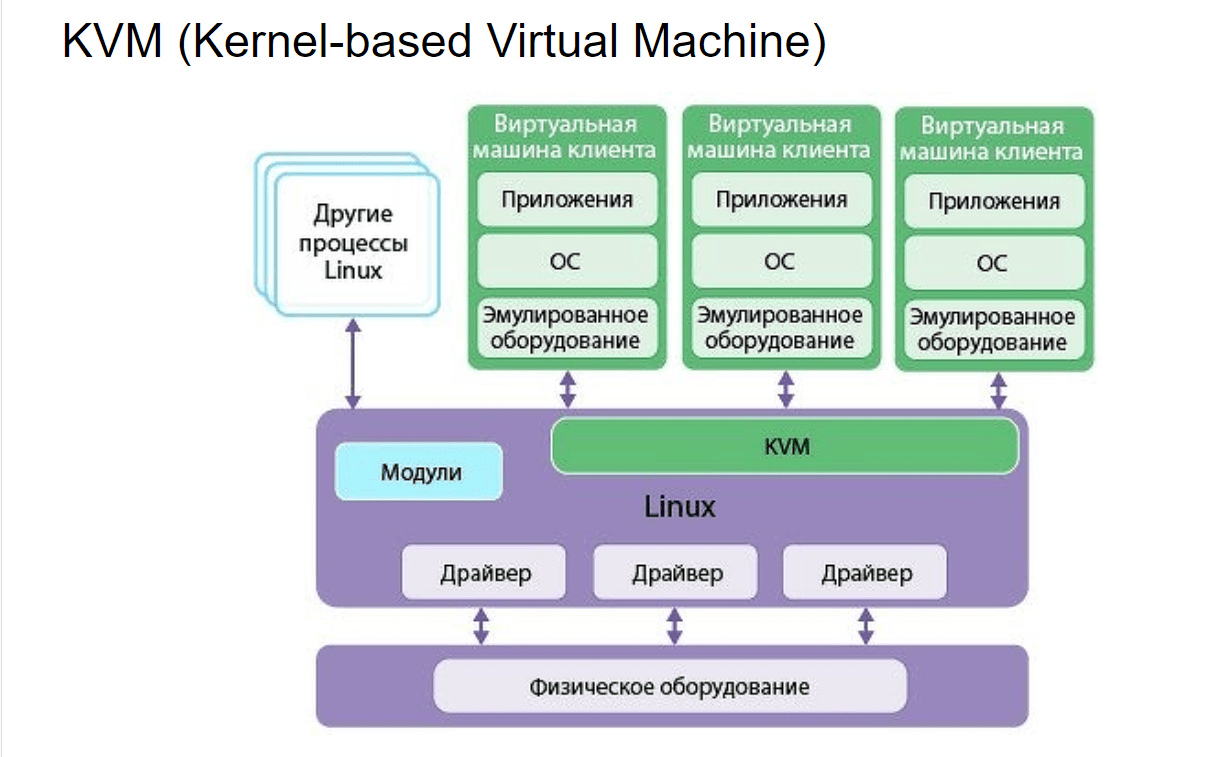 KVM (Kernel-based Virtual Machine)
Другие
процессы
Linux
Виртуальная
машина клиента
Приложения
ОС
Эмулированное
оборудование
Виртуальная
машина клиента
Приложения
ОС
Эмулированное
оборудование
Виртуальная
машина клиента
Приложения
ОС
Эмулированное
оборудование
KVM
Модули
Linux
Драйвер
Драйвер
Драйвер
Физическое оборудование